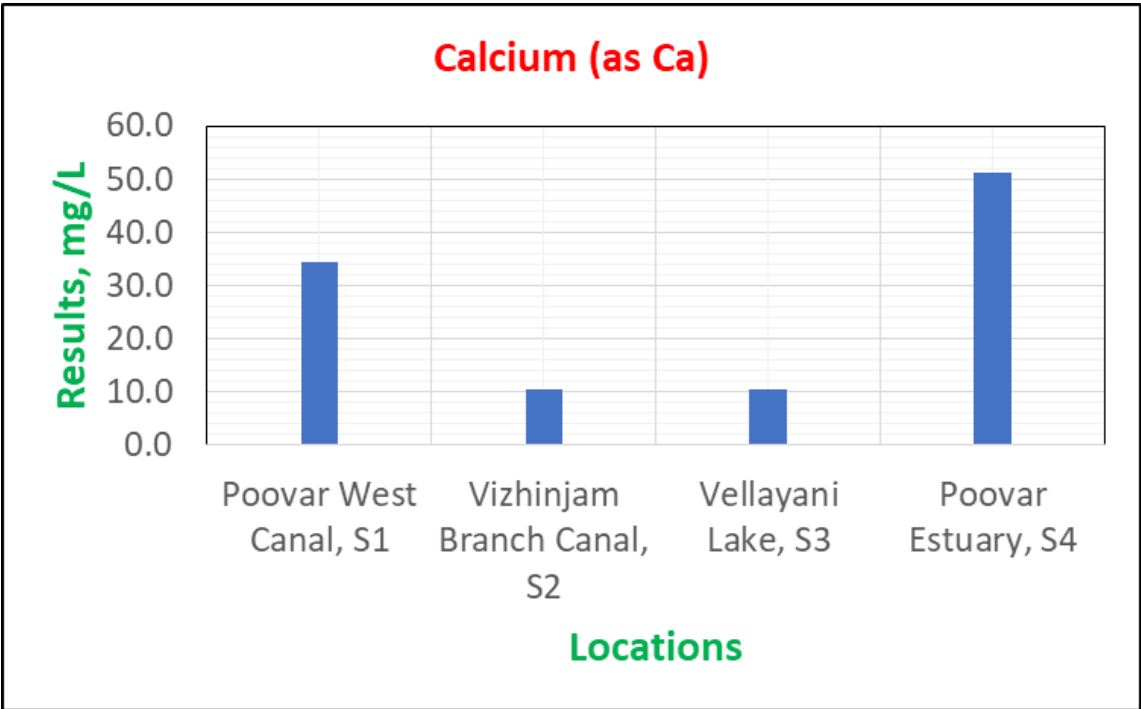 Calcium (as Ca)
Results, mg/L
60.0
50.0
40.0
30.0
20.0
10.0
0.0
Poovar West
Canal, S1
Vizhinjam
Branch Canal,
S2
Vellayani
Lake, S3
Poovar
Estuary, S4
Locations